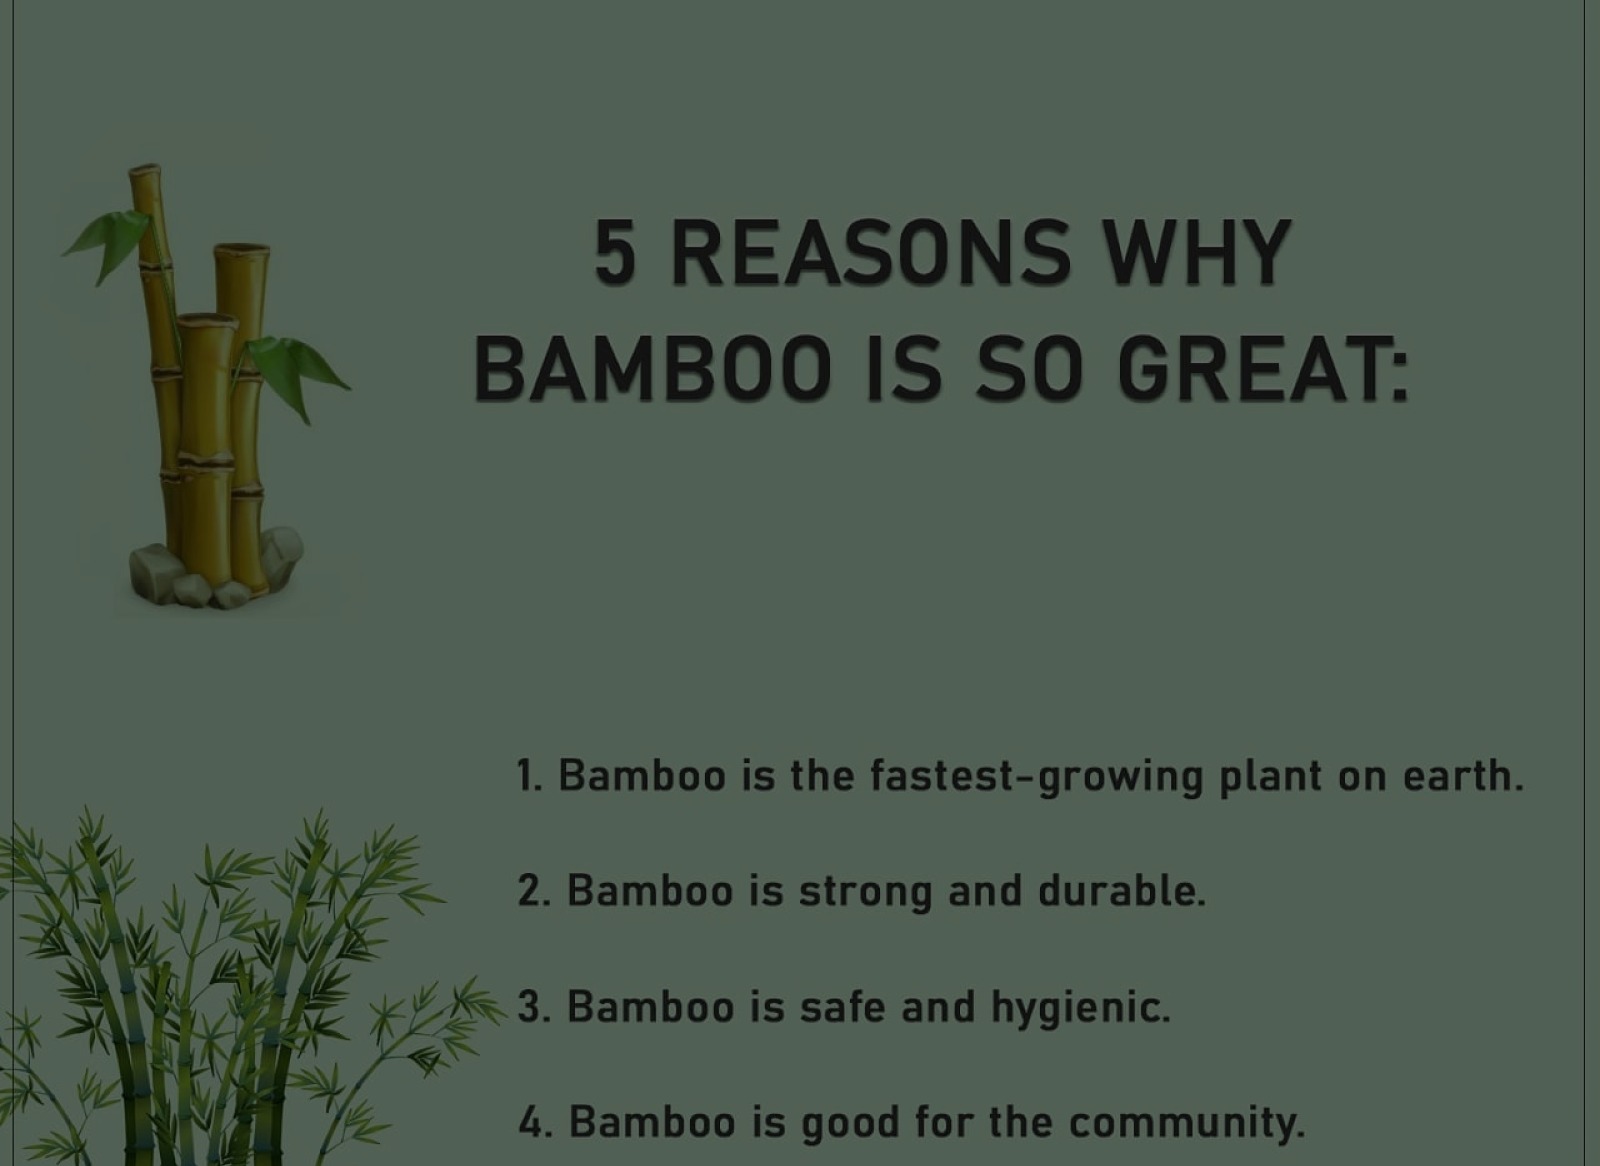 5 REASONS WHY
BAMBOO IS SO GREAT:
1. Bamboo is the fastest-growing plant on earth.
2. Bamboo is strong and durable.
3. Bamboo is safe and hygienic.
4. Bamboo is good for the community.